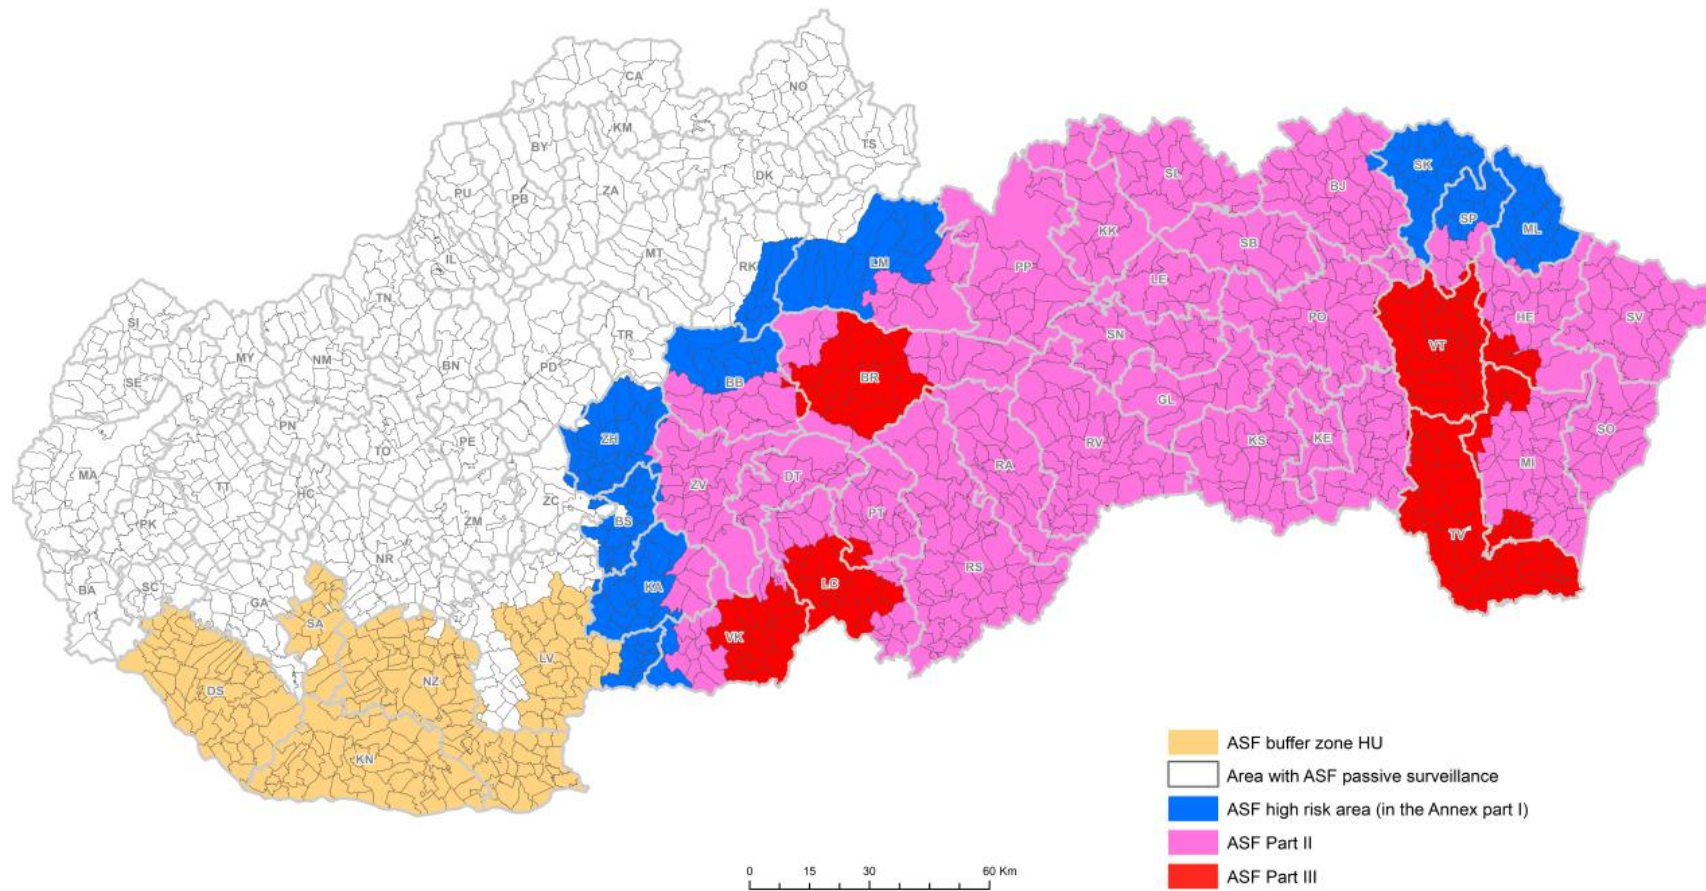 CA
NO
KM
BY
TS
DK
PU
PB
ZA
SL
SK
BJ
SP
ML
KK
SB
MT
IL
RK
LM
PP
LE
TN
SI
PO
HE
SV
TR
SN
VT
MY
NM
BN
PD
SE
BB
BR
GL
PN
ZH
PE
TO
RV
KS
KE
SO
MA
DT
RA
MI
TT
HC
ZV
ZC
PK
ZM
BS
PT
TV
NR
RS
BA
SC
KA
LC
GA
SA
VK
LV
DS
NZ
KN
ASF buffer zone HU
Area with ASF passive surveillance
ASF high risk area (in the Annex part I)
ASF Part II
ASF Part III
0 15 30 60 Km